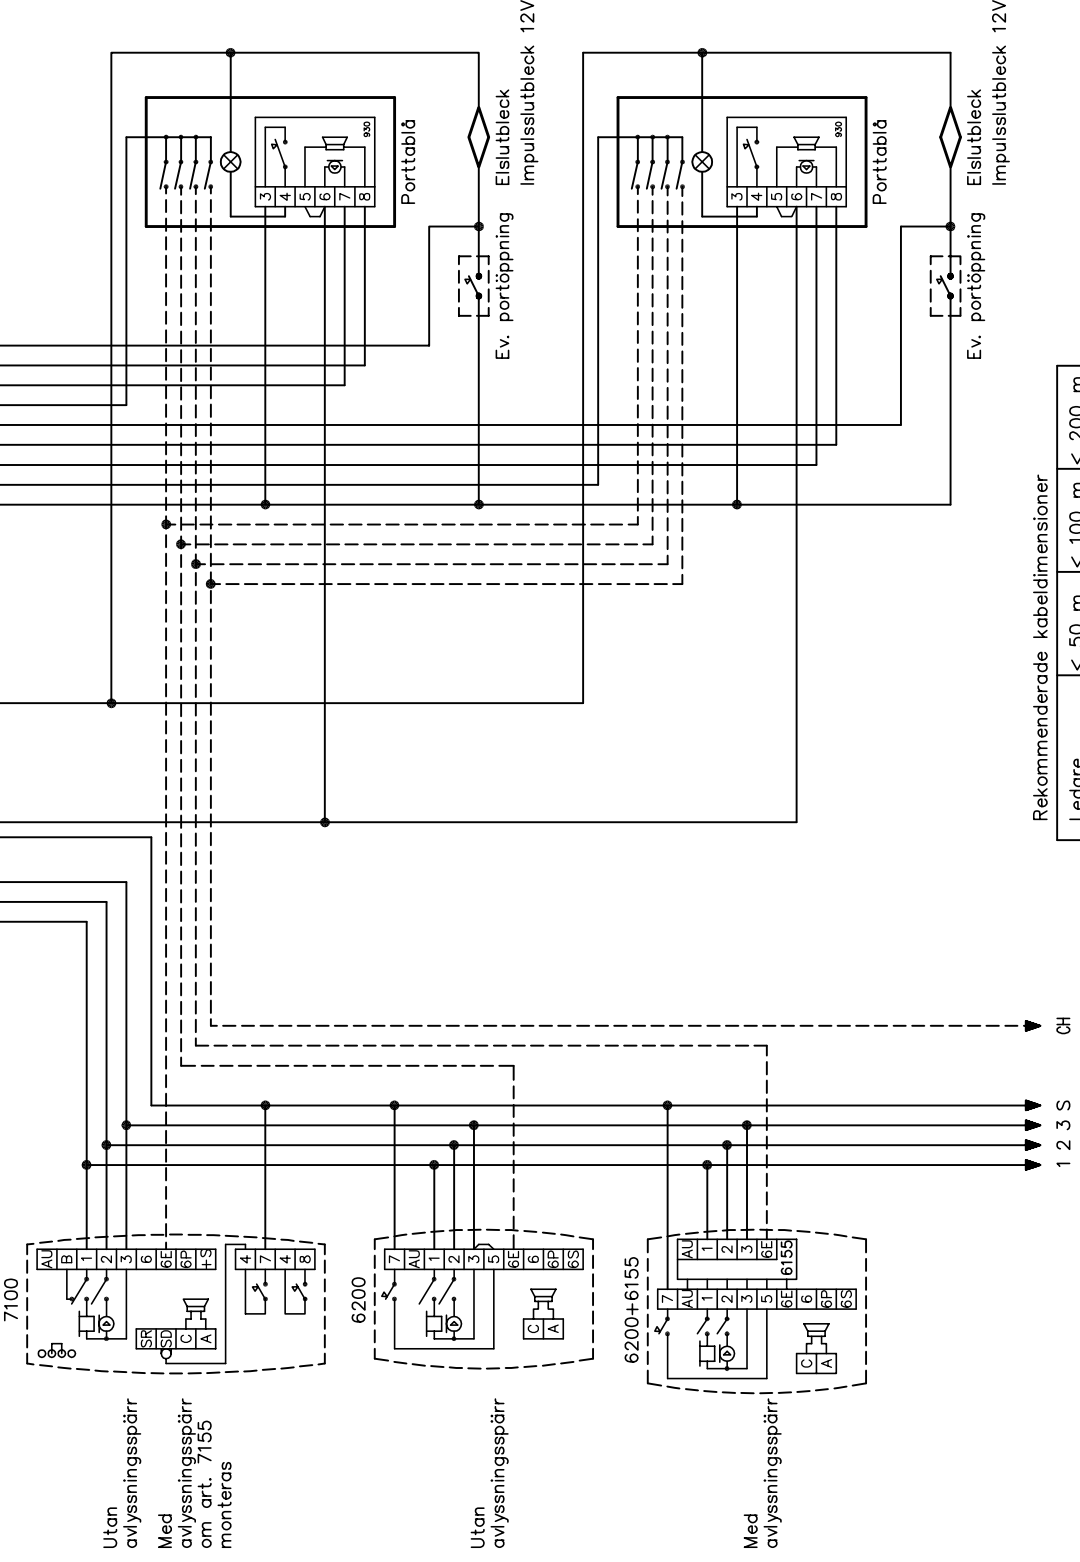 Elslutbleck
Impulsslutbleck 12V
Elslutbleck
Impulsslutbleck 12V
930
3 4 5 6 7 8
Porttablå
930
3 4 5 6 7 8
Porttablå
Ev. portöppning
Ev. portöppning
Rekommenderade kabeldimensioner
Ledare
< 50 m
< 100 m
< 200 m
CH
1 2 3 S
7100
AU B 1 2 3 6 6E 6P +S
4 7 4 8
SR SD C A
Utan
avlyssningsspärr
Med
avlyssningsspärr
om art. 7155
monteras
6200
7 AU 1 2 3 5 6E 6 6P 6S
C A
Utan
avlyssningsspärr
6200+6155
AU 1 2 3 6E
6155
7 AU 1 2 3 5 6E 6 6P 6S
C A
Med
avlyssningsspärr